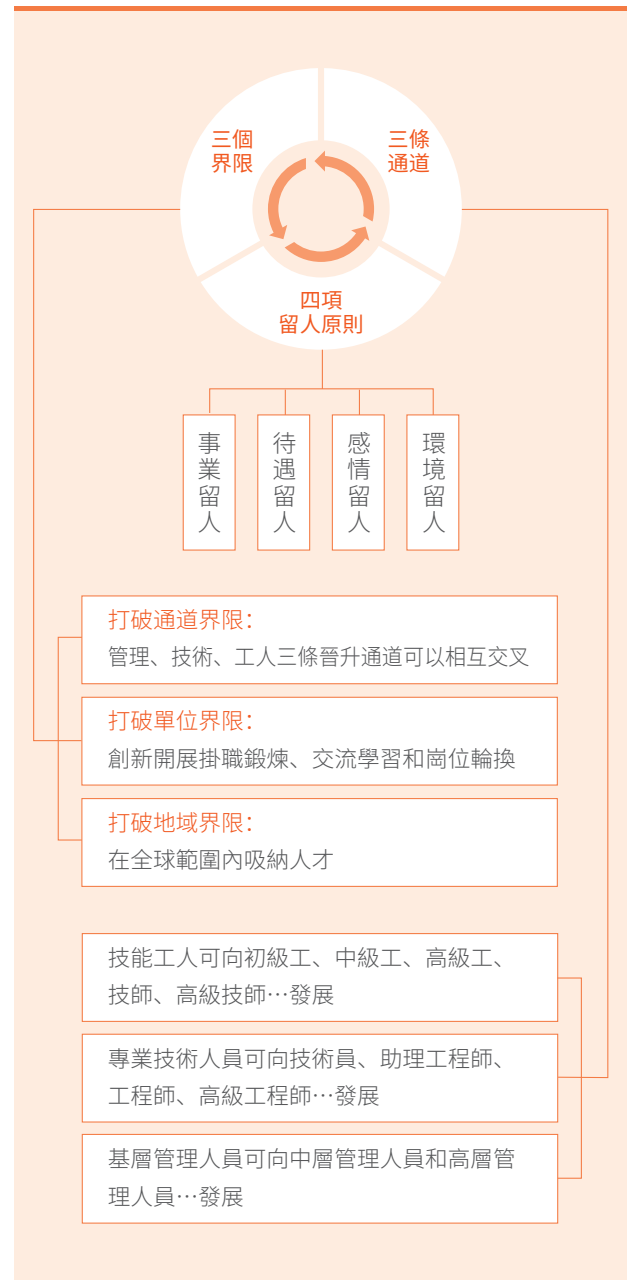 三個
界限
三條
通道
四項
留人原則
事業留人
待遇留人
感情留人
環境留人
打破通道界限：
管理、技術、工人三條晉升通道可以相互交叉
打破單位界限：
創新開展掛職鍛煉、交流學習和崗位輪換
打破地域界限：
在全球範圍內吸納人才
技能工人可向初級工、中級工、高級工、
技師、高級技師…發展
專業技術人員可向技術員、助理工程師、
工程師、高級工程師…發展
基層管理人員可向中層管理人員和高層管
理人員…發展